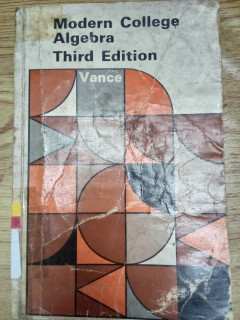 Modern College
Algebra
Third Edition
Vance